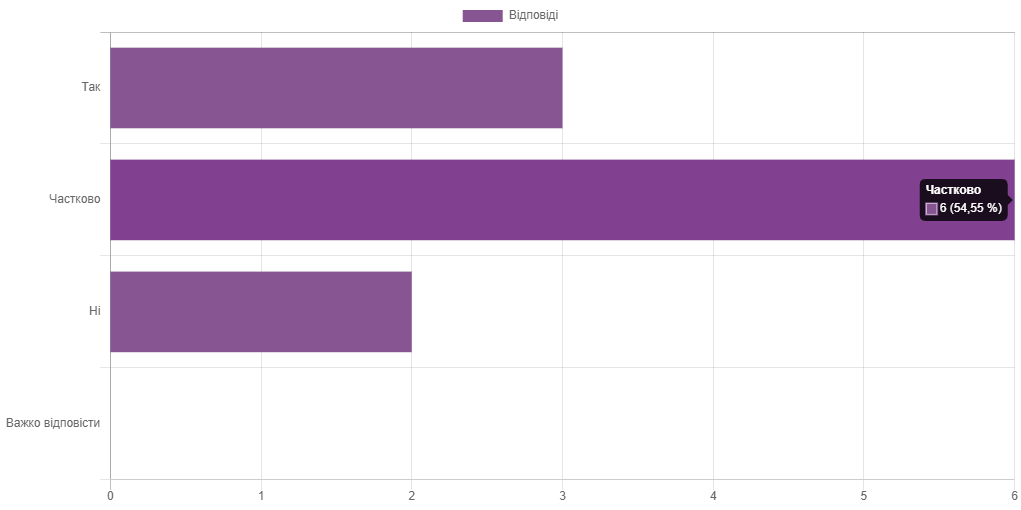 Відповіді
Так
Частково
Частково
6 (54,55 %)
Ні
Важко відповісти
0 1 2 3 4 5 6